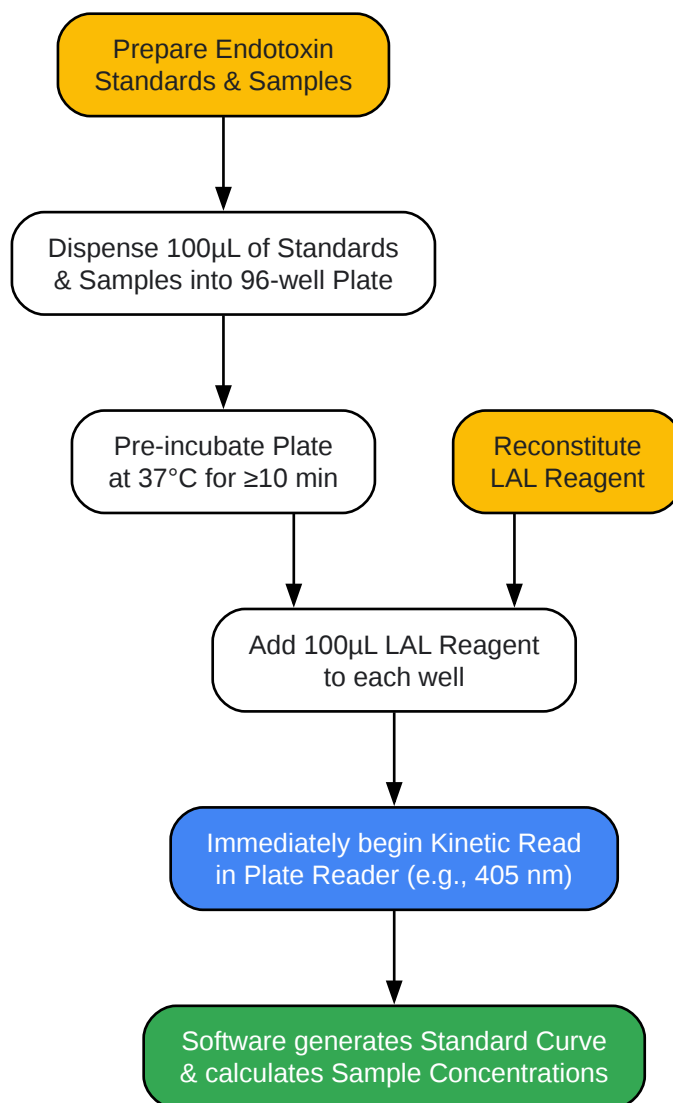 Prepare Endotoxin
Standards & Samples
Dispense 100µL of Standards
& Samples into 96-well Plate
Pre-incubate Plate
at 37°C for ≥10 min
Reconstitute
LAL Reagent
Add 100µL LAL Reagent
to each well
Immediately begin Kinetic Read
in Plate Reader (e.g., 405 nm)
Software generates Standard Curve
& calculates Sample Concentrations